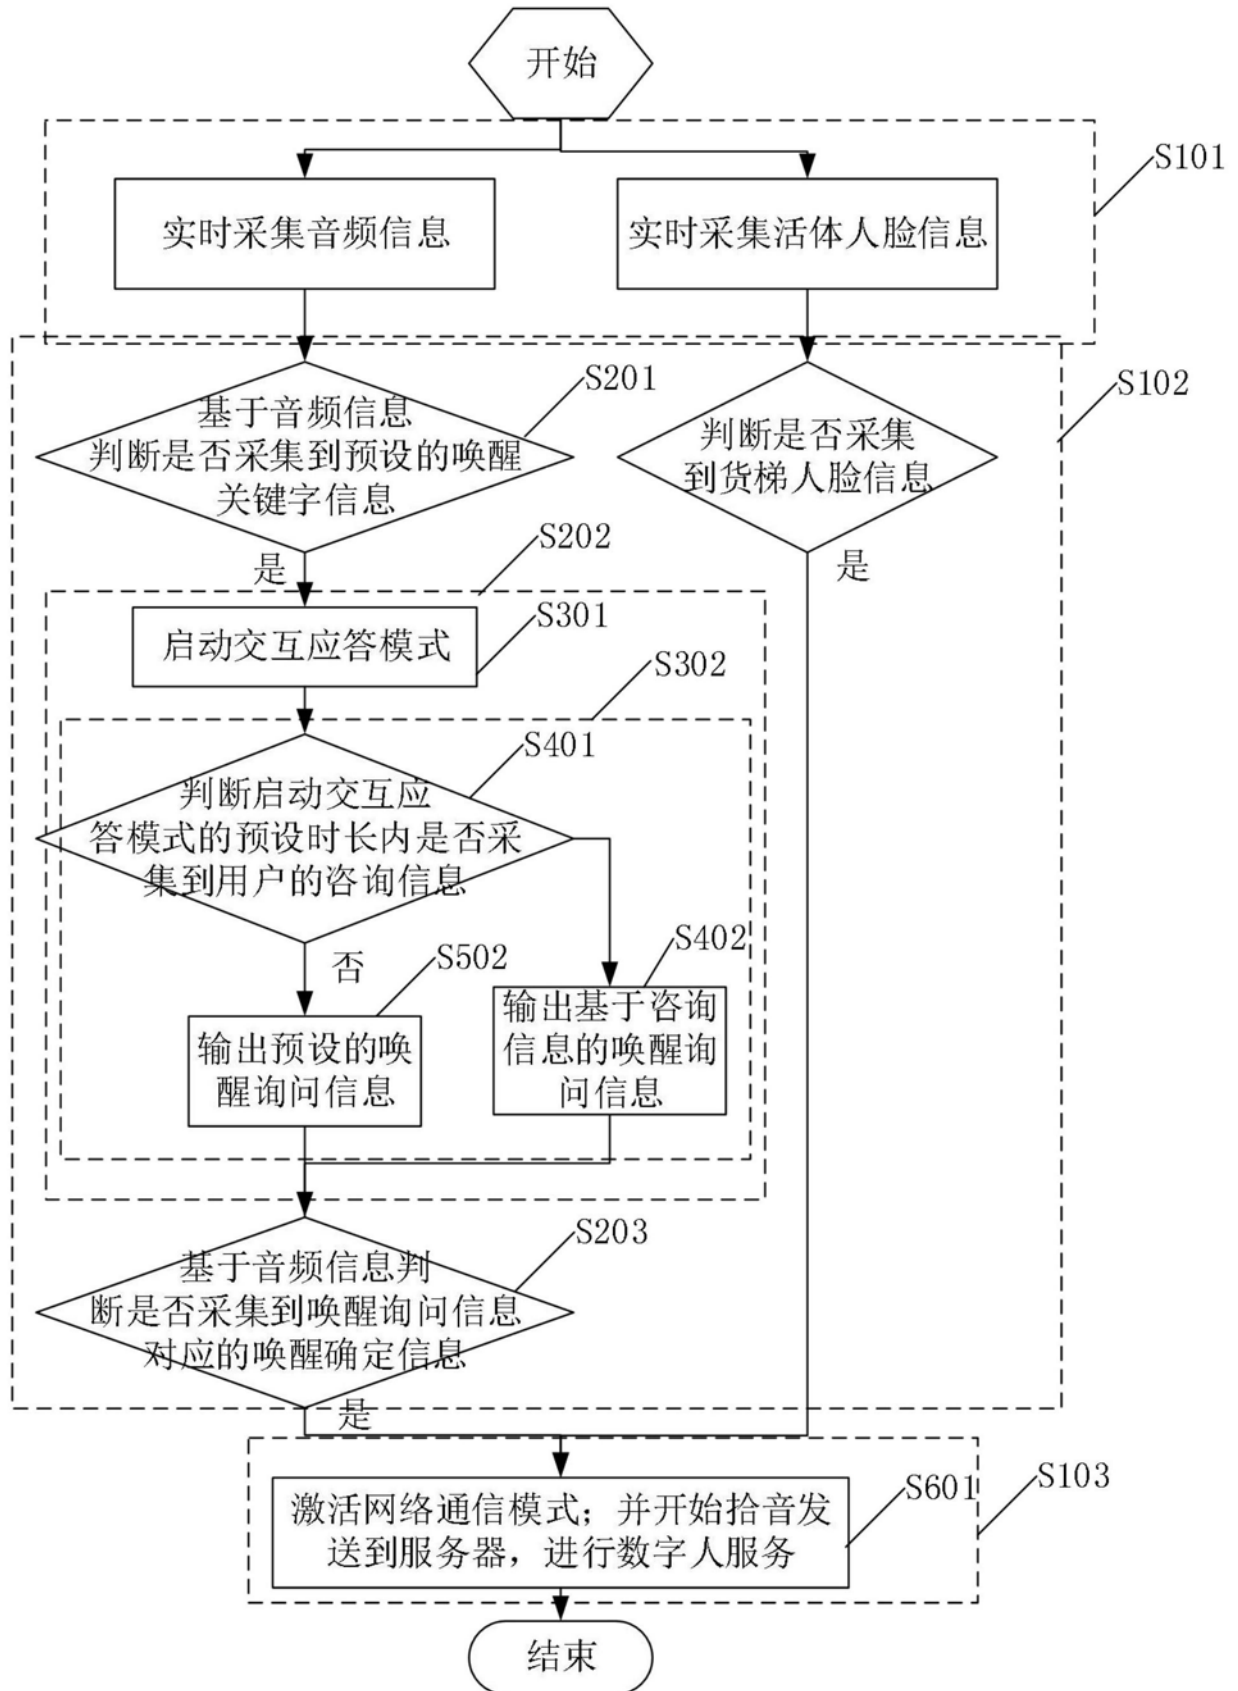 开始
S101
实时采集音频信息
实时采集活体人脸信息
S102
S201
基于音频信息
判断是否采集到预设的唤醒
关键字信息
判断是否采集
到货梯人脸信息
是
S202
是
启动交互应答模式
S301
S302
S401
判断启动交互应
答模式的预设时长内是否采
集到用户的咨询信息
否
S502
S402
输出预设的唤
醒询问信息
输出基于咨询
信息的唤醒询
问信息
S203
基于音频信息判
断是否采集到唤醒询问信息
对应的唤醒确定信息
是
S103
S601
激活网络通信模式；并开始拾音发
送到服务器，进行数字人服务
结束